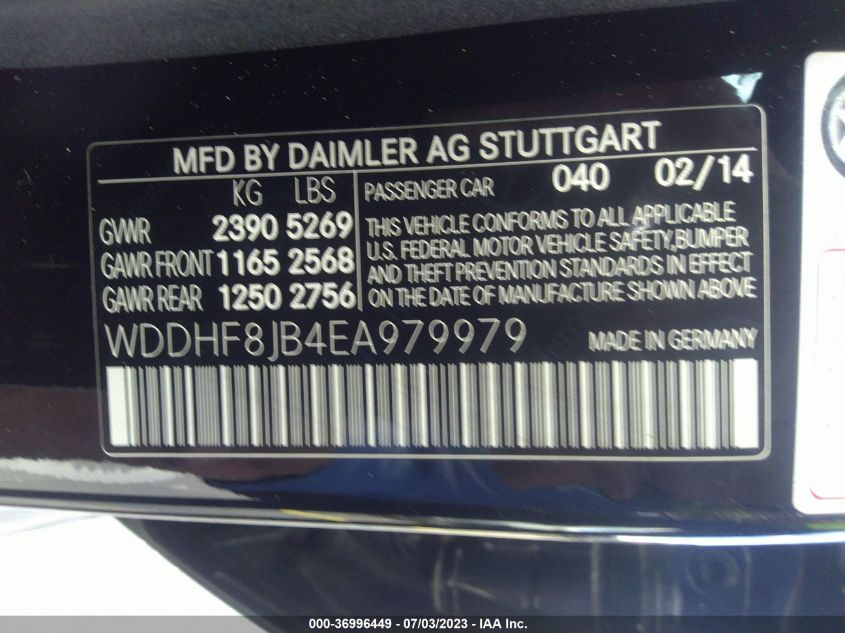 MFD BY DAIMLER AG STUTTGART
KG LBS
GVWR 2390 5269
GAWR FRONT 1165 2568
GAWR REAR 1250 2756
PASSENGER CAR 040 02/14
THIS VEHICLE CONFORMS TO ALL APPLICABLE
U.S. FEDERAL MOTOR VEHICLE SAFETY,BUMPER
AND THEFT PREVENTION STANDARDS IN EFFECT
ON THE DATE OF MANUFACTURE SHOWN ABOVE
WDDHF8JB4EA979979 MADE IN GERMANY
000-36996449 - 07/03/2023 - IAA Inc.